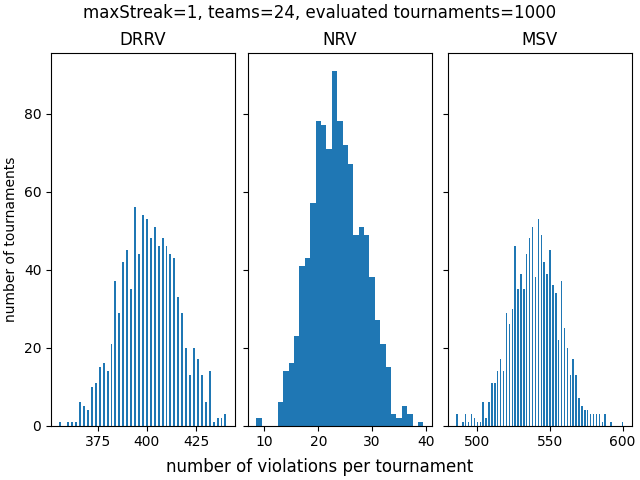 maxStreak=1, teams=24, evaluated tournaments=1000
DRRV NRV MSV
number of tournaments
80
60
40
20
0
375 400 425 10 20 30 40 500 550 600
number of violations per tournament